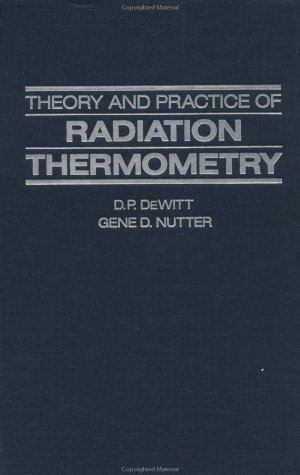 THEORY AND PRACTICE OF
RADIATION
THERMOMETRY
D.P. DEWITT
GENE D. NUTTER